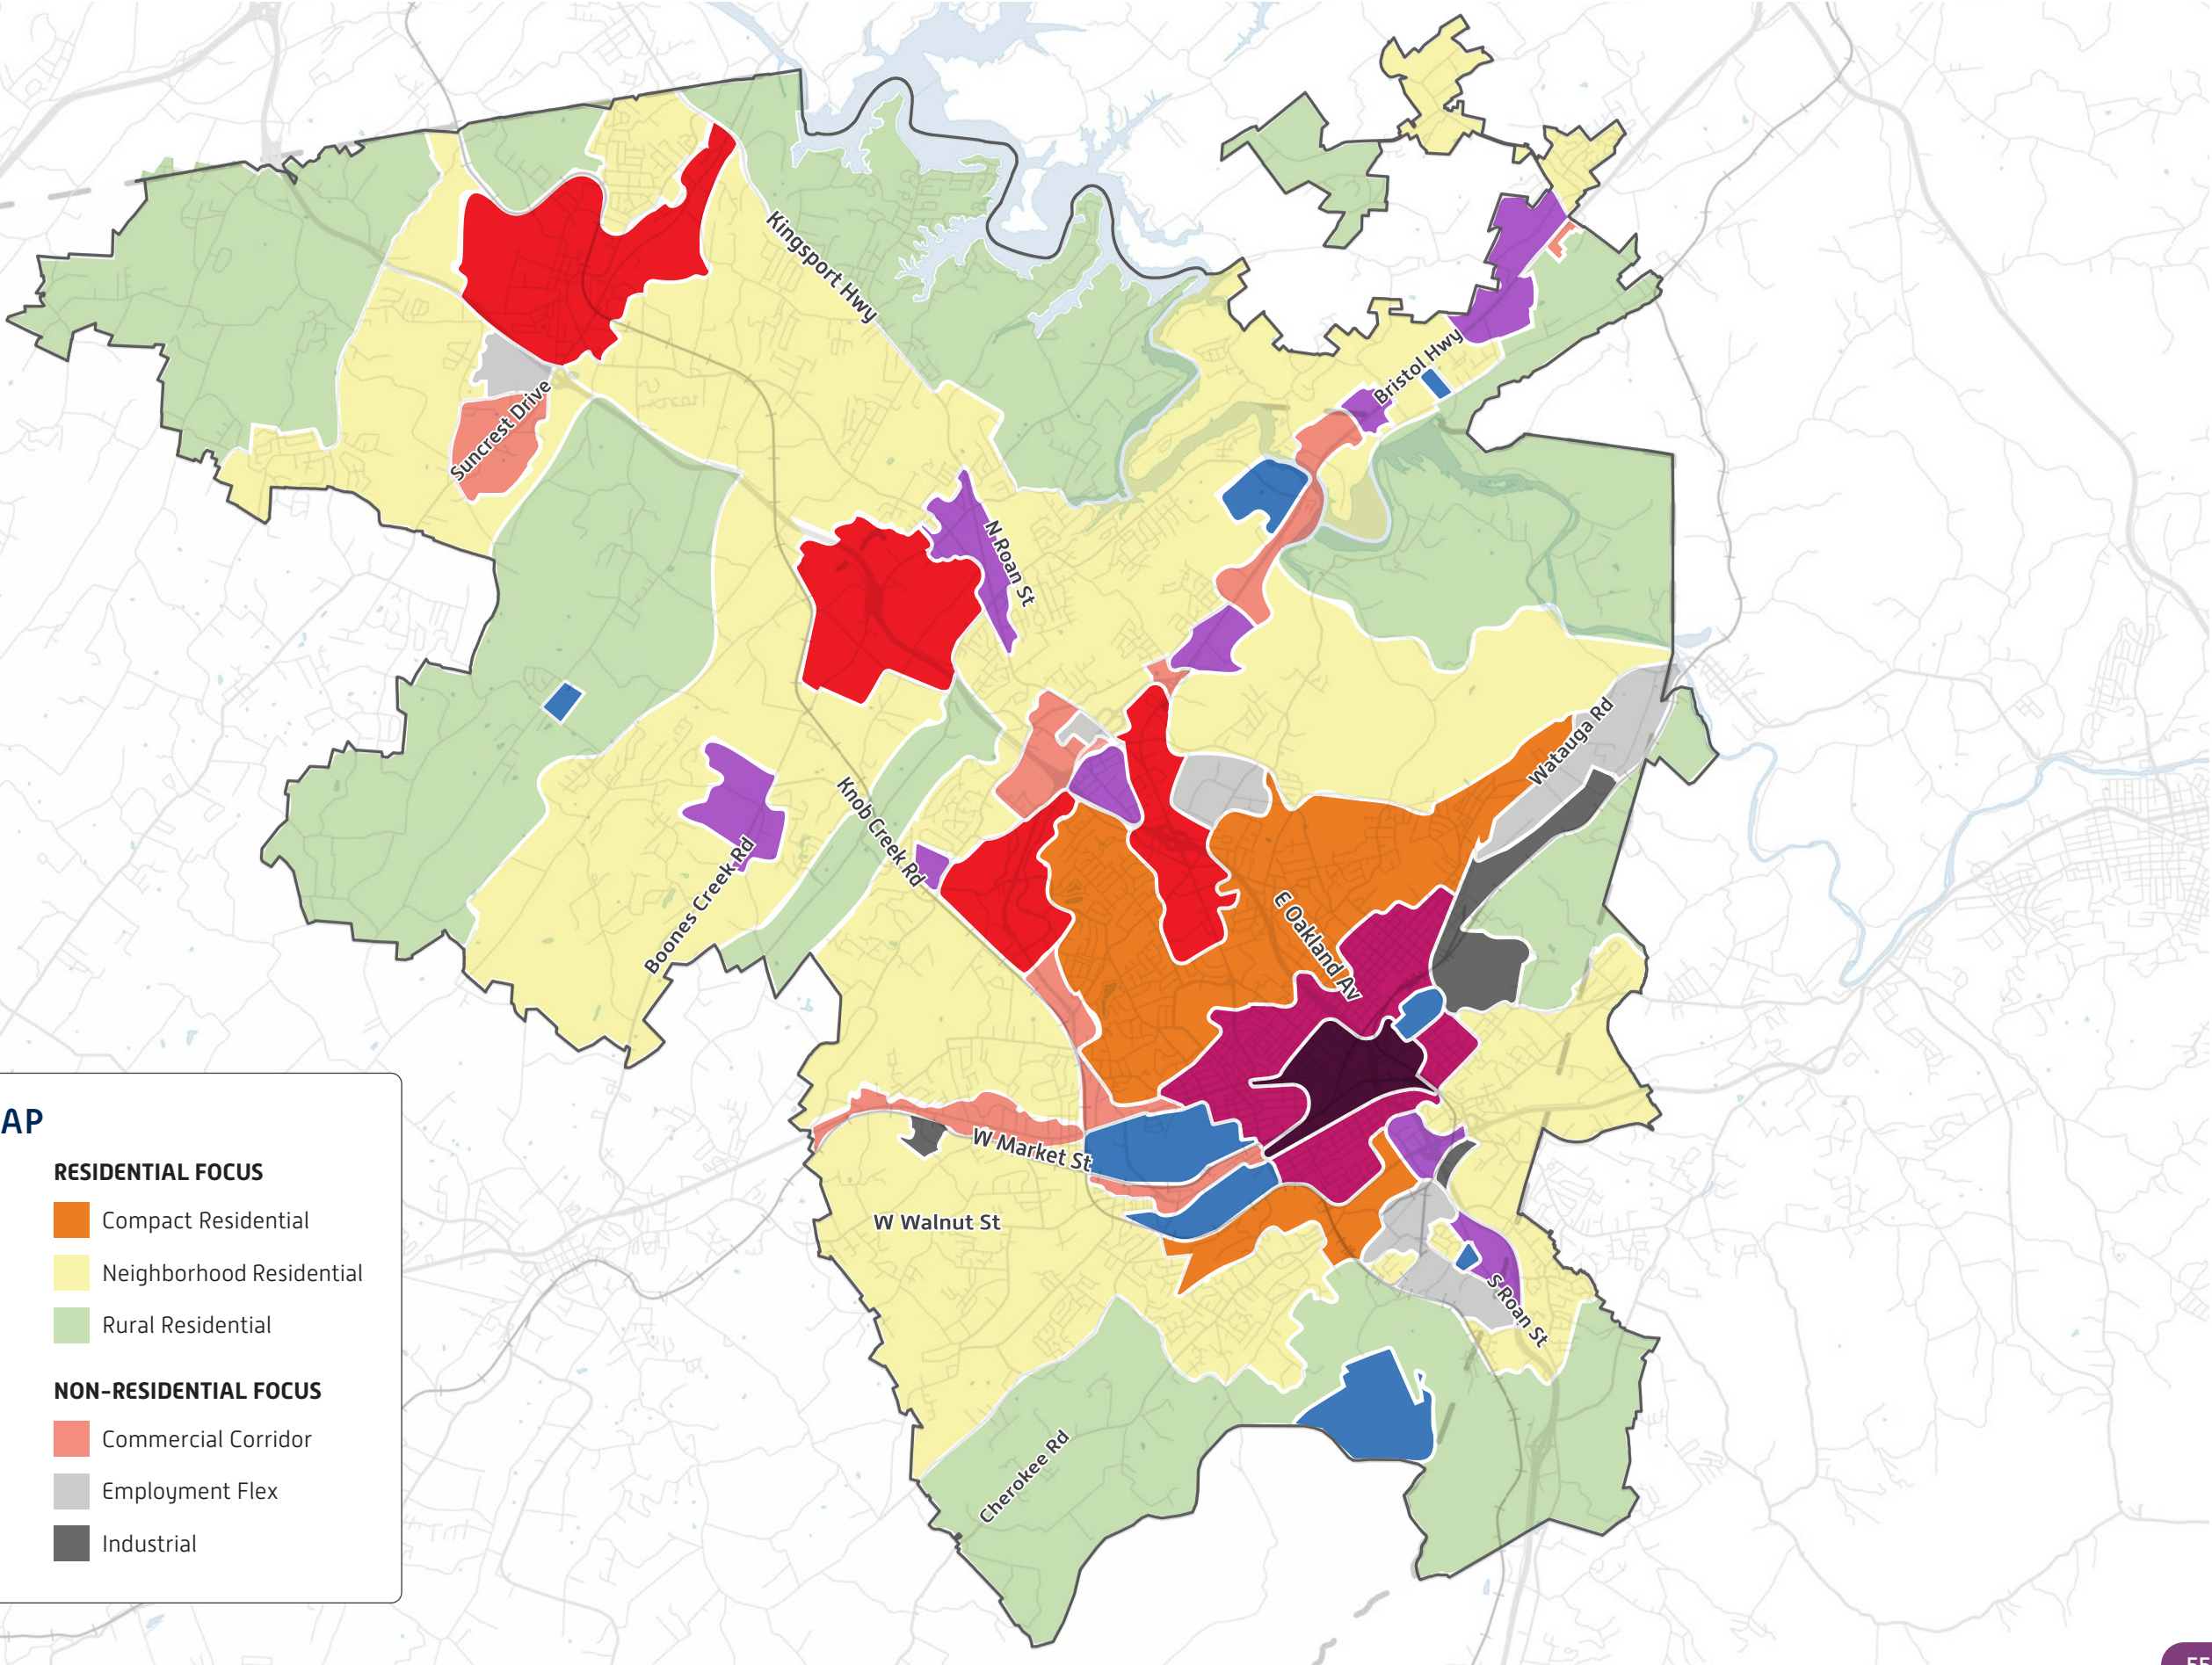 Kingsport Hwy
Bristol Hwy
Suncrest Drive
N Roan St
Watauga Rd
Knob Creek Rd
Boones Creek Rd
E Oakland Av
W Market St
W Walnut St
S Roan St
Cherokee Rd
AP
RESIDENTIAL FOCUS
Compact Residential
Neighborhood Residential
Rural Residential
NON-RESIDENTIAL FOCUS
Commercial Corridor
Employment Flex
Industrial
55